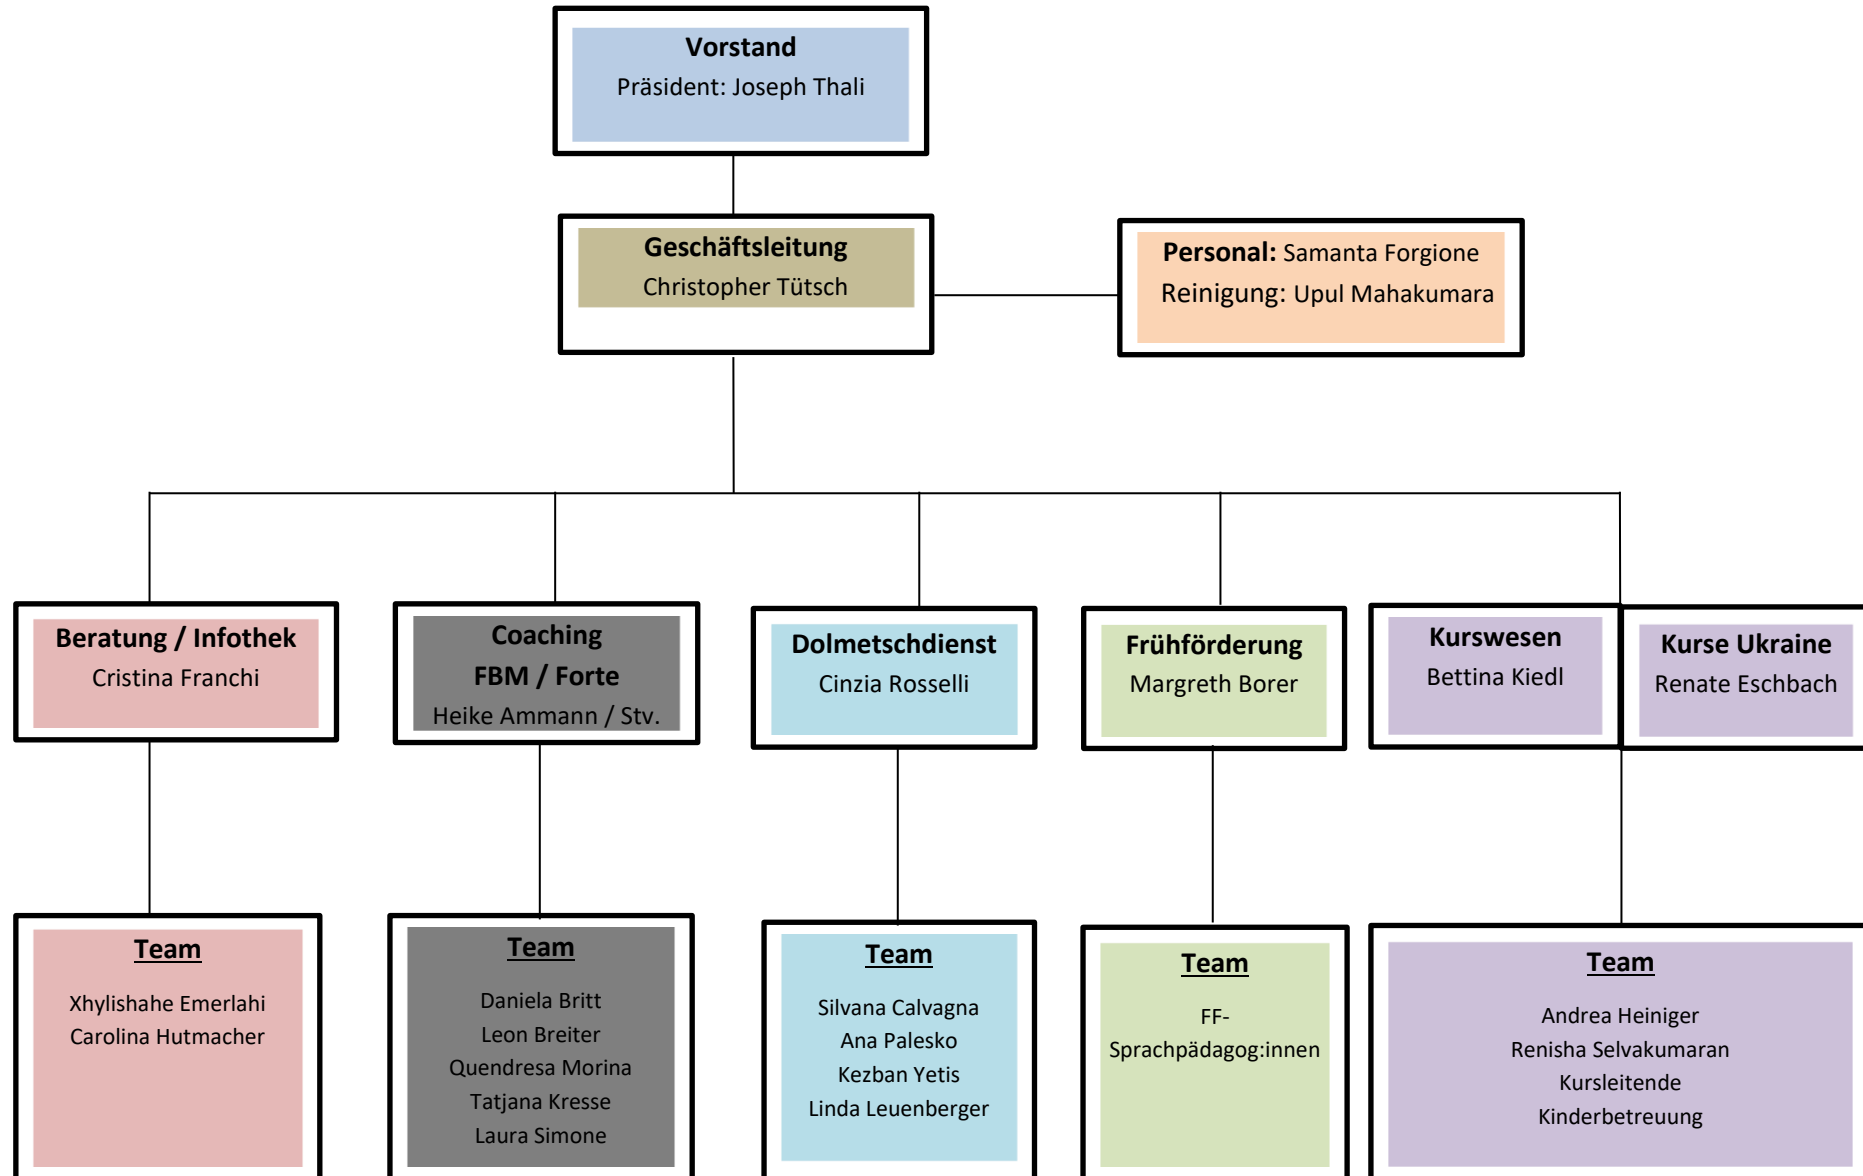 Vorstand
Präsident: Joseph Thali
Geschäftsleitung
Christopher Tütsch
Personal: Samanta Forgione
Reinigung: Upul Mahakumara
Beratung / Infothek
Cristina Franchi
Coaching
FBM / Forte
Heike Ammann / Stv.
Dolmetschdienst
Cinzia Rosselli
Frühförderung
Margreth Borer
Kurswesen
Bettina Kiedl
Kurse Ukraine
Renate Eschbach
Team
Xhylishahe Emerlahi
Carolina Hutmacher
Team
Daniela Britt
Leon Breiter
Quendresa Morina
Tatjana Kresse
Laura Simone
Team
Silvana Calvagna
Ana Palesko
Kezban Yetis
Linda Leuenberger
Team
FF-
Sprachpädagog:innen
Team
Andrea Heiniger
Renisha Selvakumaran
Kursleitende
Kinderbetreuung